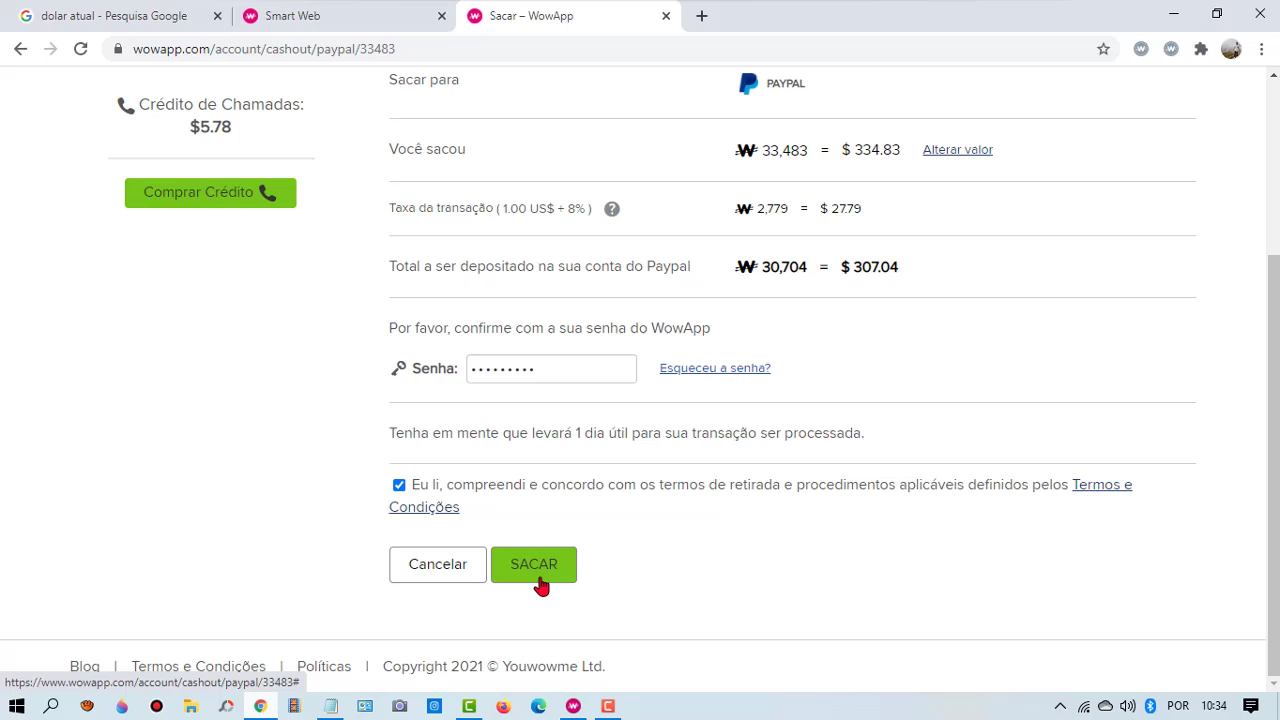 dolar atual - Pesquisa Google
Smart Web
Sacar – WowApp
wowapp.com/account/cashout/paypal/33483
Sacar para
PAYPAL
Crédito de Chamadas:
$5.78
Comprar Crédito
Você sacou
33,483 = $ 334.83 Alterar valor
Taxa da transação ( 1.00 US$ + 8% ) ? 2,779 = $ 27.79
Total a ser depositado na sua conta do Paypal
30,704 = $ 307.04
Por favor, confirme com a sua senha do WowApp
Senha: ••••••••• Esqueceu a senha?
Tenha em mente que levará 1 dia útil para sua transação ser processada.
Eu li, compreendi e concordo com os termos de retirada e procedimentos aplicáveis definidos pelos Termos e
Condições
Cancelar
SACAR
Blog | Termos e Condições | Políticas | Copyright 2021 © Youwowme Ltd.
https://www.wowapp.com/account/cashout/paypal/33483#
POR 10:34